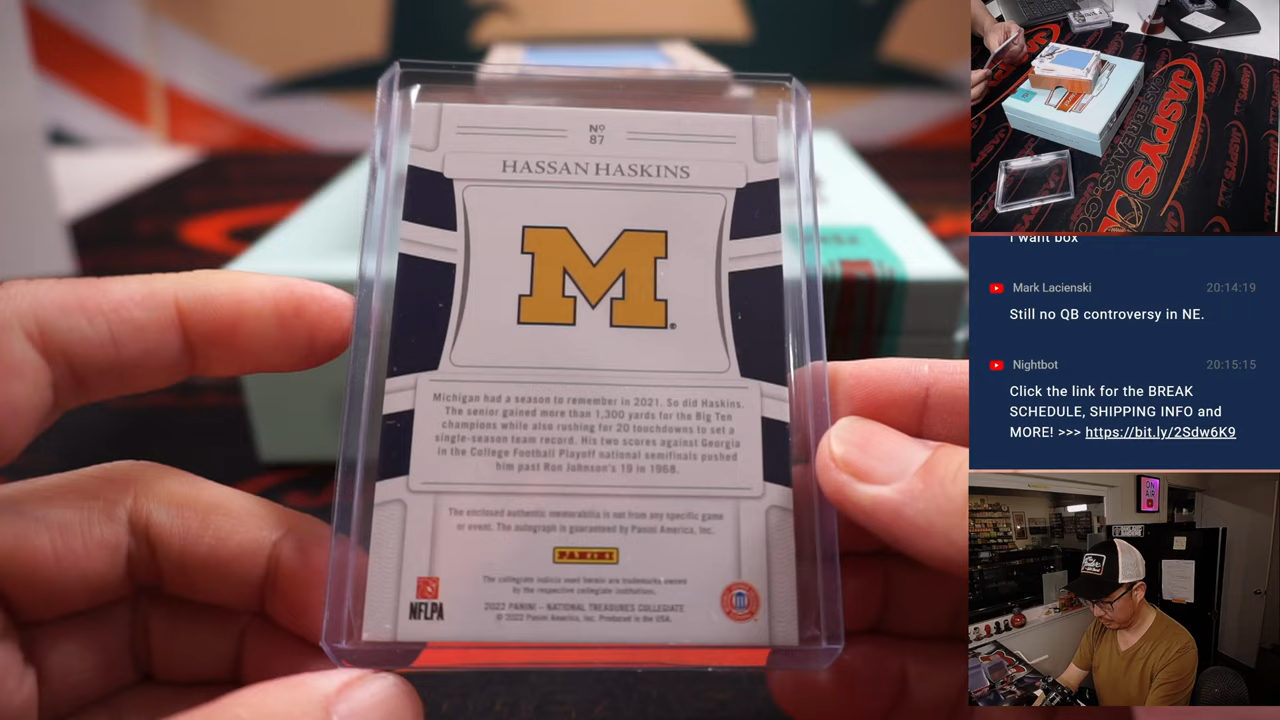 Nº
87
HASSAN HASKINS
M
Michigan had a season to remember in 2021. So did Haskins.
The senior gained more than 1,300 yards for the Big Ten
champions while also rushing for 20 touchdowns to set a
single-season team record. His two scores against Georgia
in the College Football Playoff national semifinals pushed
him past Ron Johnson's 19 in 1968.
The enclosed authentic memorabilia is not from any specific game
or event. The autograph is guaranteed by Panini America, Inc.
PANINI
The collegiate indicia used herein are trademarks owned
by the respective collegiate institutions.
NFLPA
2022 PANINI – NATIONAL TREASURES COLLEGIATE
© 2022 Panini America, Inc. Produced in the USA.
JASPYS
I want box
Mark Lacienski 20:14:19
Still no QB controversy in NE.
Nightbot 20:15:15
Click the link for the BREAK
SCHEDULE, SHIPPING INFO and
MORE! >>> https://bit.ly/2Sdw6K9
ON
AIR